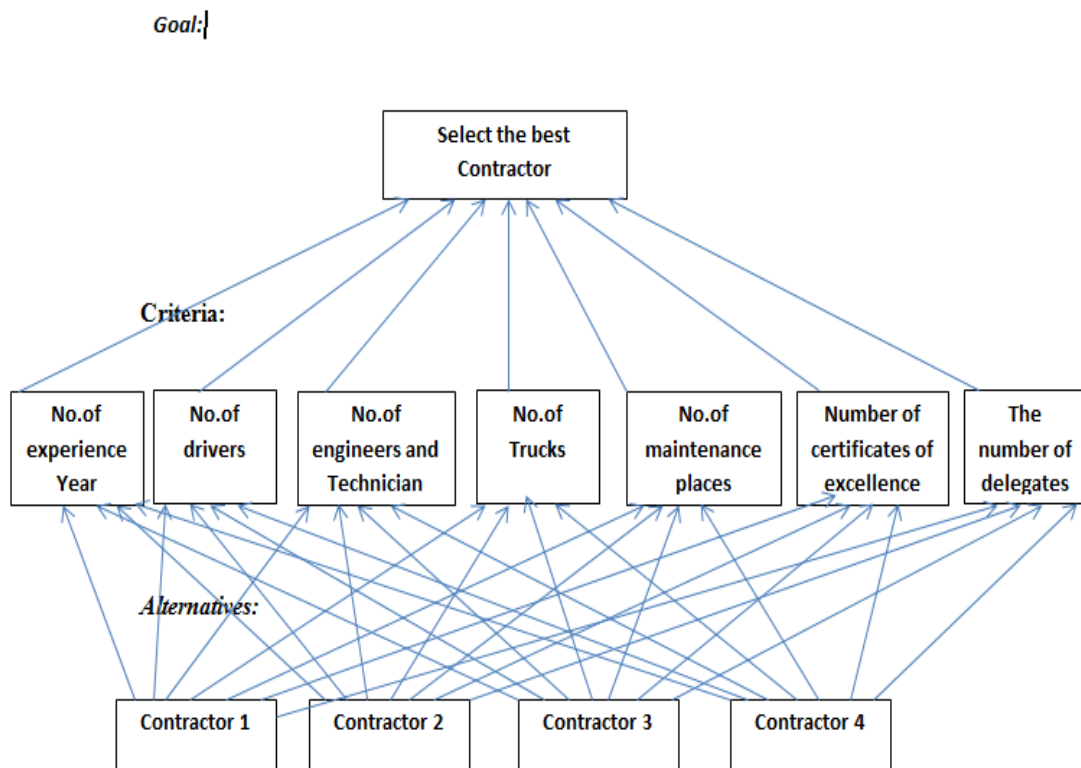 Goal:
Select the best
Contractor
Criteria:
No.of
experience
Year
No.of
drivers
No.of
engineers and
Technician
No.of
Trucks
No.of
maintenance
places
Number of
certificates of
excellence
The
number of
delegates
Alternatives:
Contractor 1
Contractor 2
Contractor 3
Contractor 4